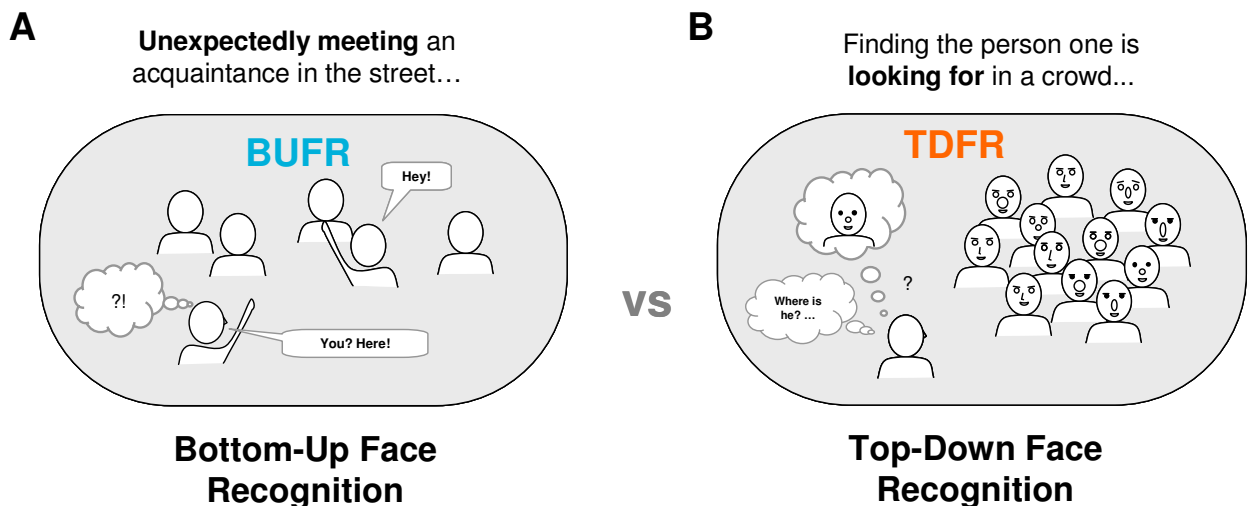 A
Unexpectedly meeting an
acquaintance in the street…
BUFR
Hey!
?!
You? Here!
Bottom-Up Face
Recognition
vs
B
Finding the person one is
looking for in a crowd...
TDFR
?
Where is
he? ...
Top-Down Face
Recognition